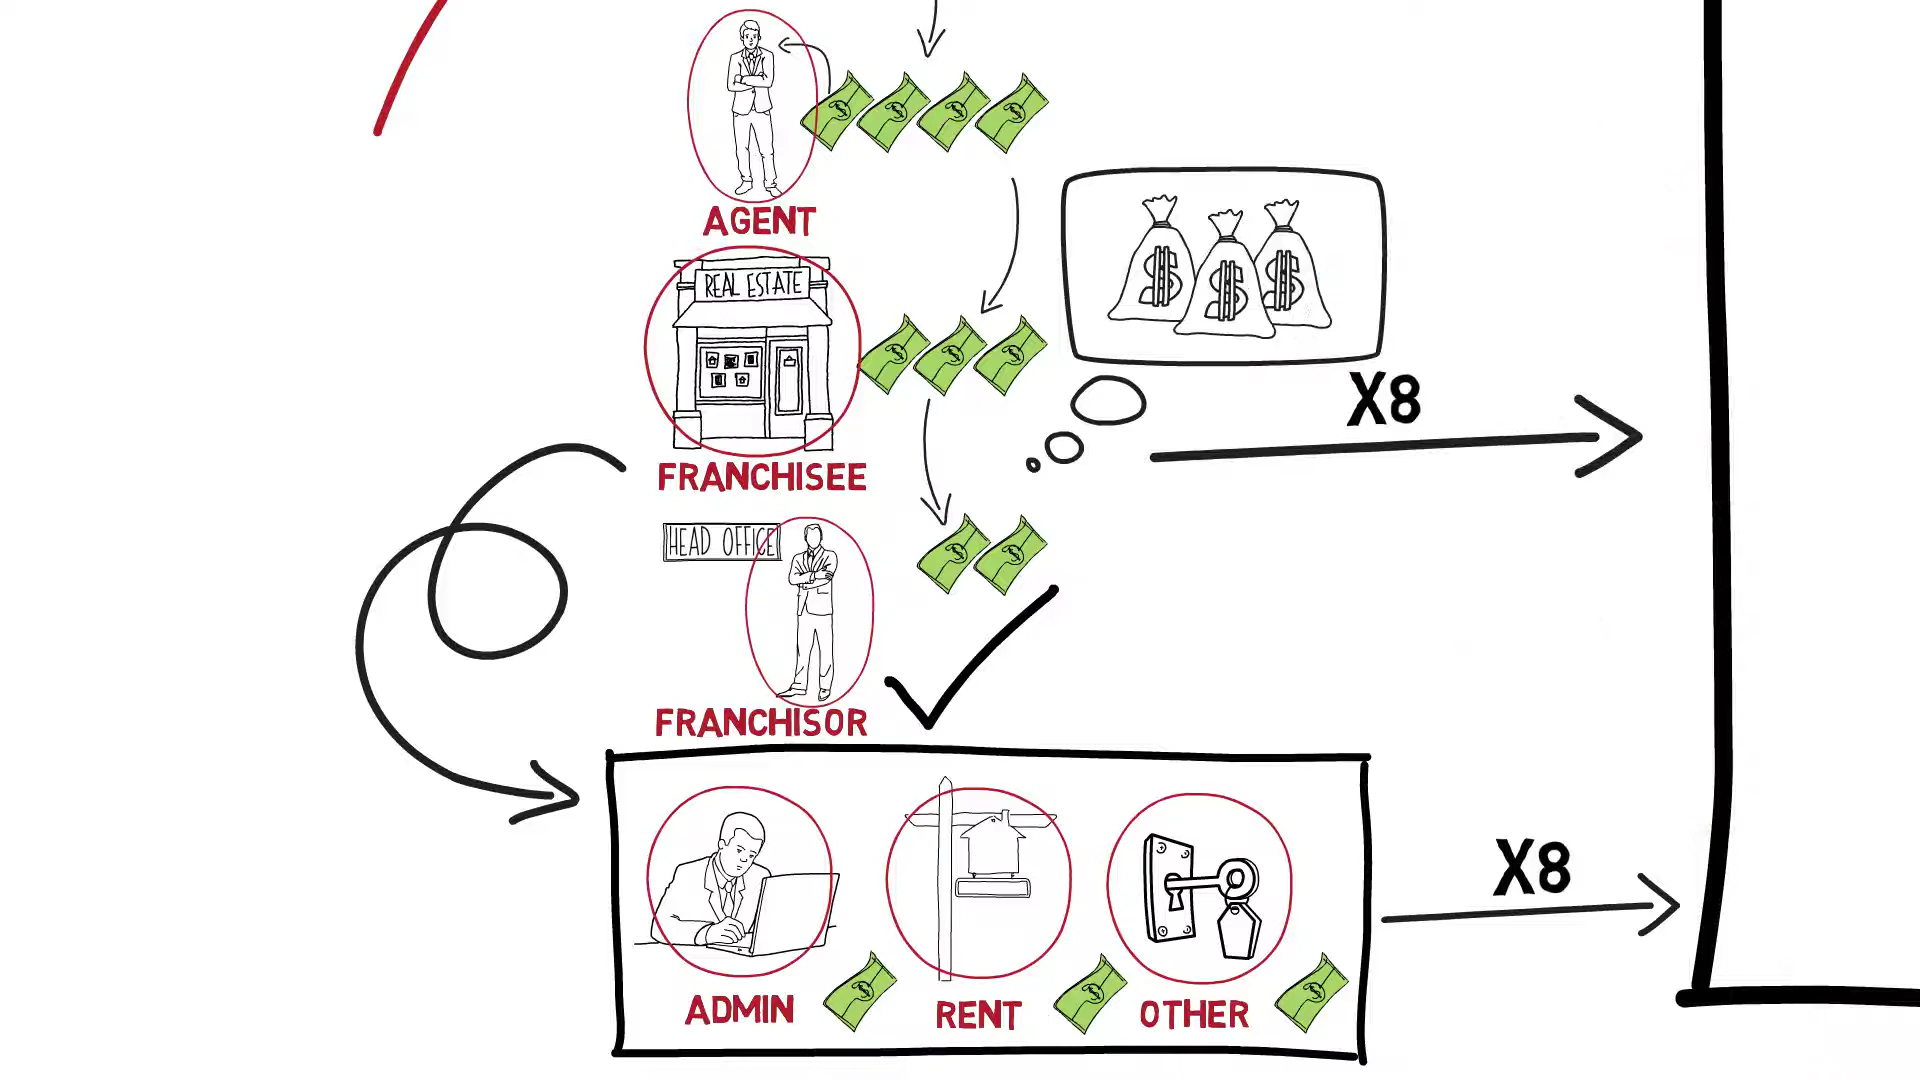 AGENT
REAL ESTATE
X8
FRANCHISEE
HEAD OFFICE
FRANCHISOR
X8
ADMIN
RENT
OTHER